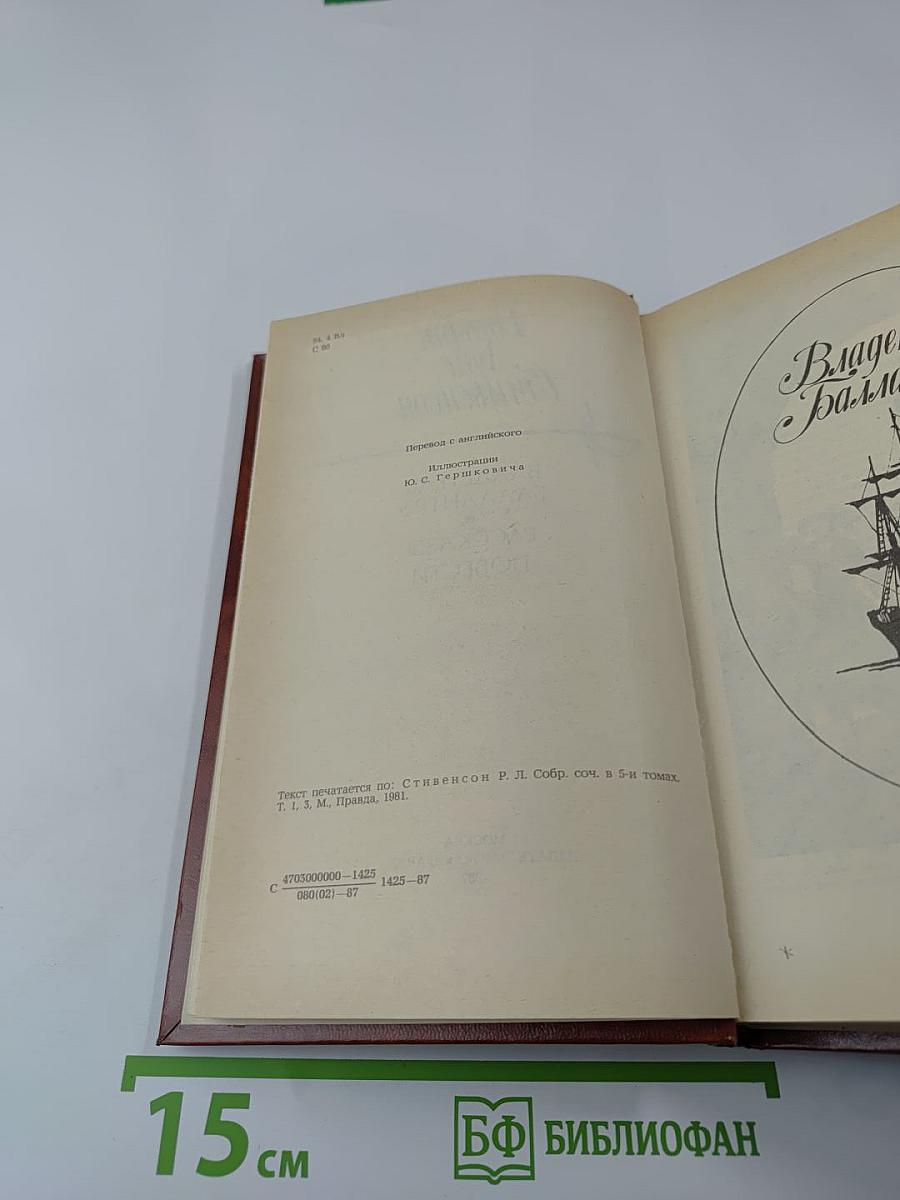 84. 4 Вл
С 80
Перевод с английского
Иллюстрации
Ю. С. Гершковича
Текст печатается по: Стивенсон Р. Л. Собр. соч. в 5-и томах,
Т. 1, 3, М., Правда, 1981.
С 4703000000—1425
080(02)—87
1425—87
*
15 см
БФ БИБЛИОФАН